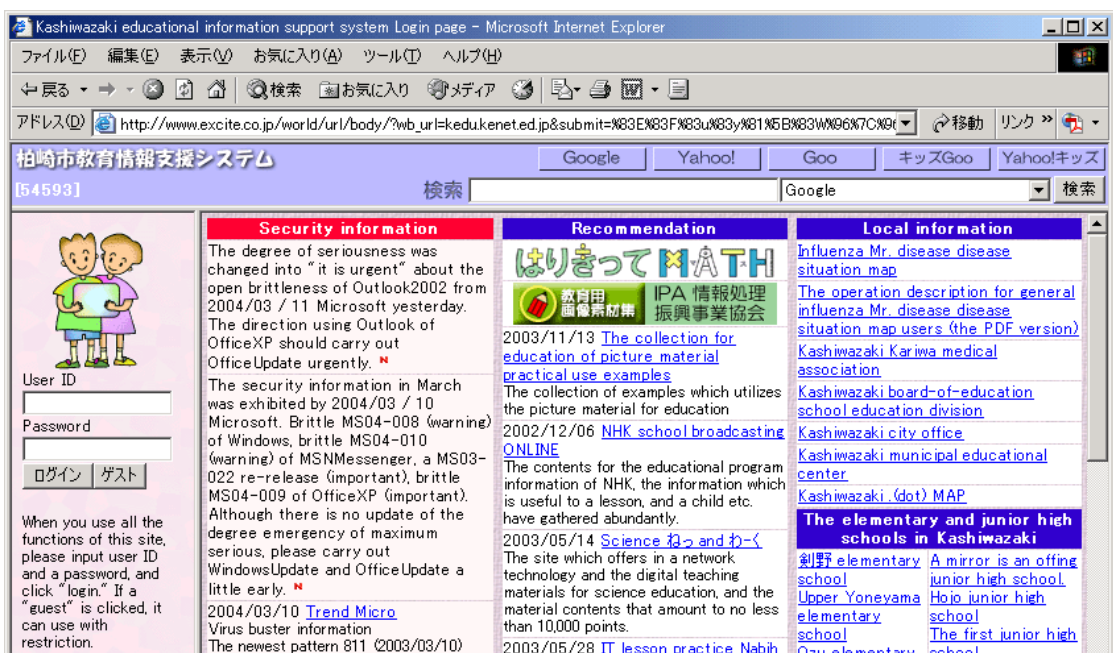 Kashiwazaki educational information support system Login page - Microsoft Internet Explorer
ファイル(F) 編集(E) 表示(V) お気に入り(A) ツール(T) ヘルプ(H)
戻る 検索 お気に入り メディア
アドレス(D) http://www.excite.co.jp/world/url/body/?wb_url=kedu.kenet.ed.jp&submit=%83E%83F%83u%83y%81%5B%83W%96%7C%96 移動 リンク »
柏崎市教育情報支援システム
Google Yahoo! Goo キッズGoo Yahoo!キッズ
[54593]
検索 Google 検索
User ID
Password
ログイン ゲスト
When you use all the
functions of this site,
please input user ID
and a password, and
click "login." If a
"guest" is clicked, it
can use with
restriction.
Security information
The degree of seriousness was
changed into "it is urgent" about the
open brittleness of Outlook2002 from
2004/03 / 11 Microsoft yesterday.
The direction using Outlook of
OfficeXP should carry out
OfficeUpdate urgently. N
The security information in March
was exhibited by 2004/03 / 10
Microsoft. Brittle MS04-008 (warning)
of Windows, brittle MS04-010
(warning) of MSNMessenger, a MS03-
022 re-release (important), brittle
MS04-009 of OfficeXP (important).
Although there is no update of the
degree emergency of maximum
serious, please carry out
WindowsUpdate and OfficeUpdate a
little early. N
2004/03/10 Trend Micro
Virus buster information
The newest pattern 811 (2003/03/10)
Recommendation
はりきって MATH
教育用
画像素材集
IPA 情報処理
振興事業協会
2003/11/13 The collection for
education of picture material
practical use examples
The collection of examples which utilizes
the picture material for education
2002/12/06 NHK school broadcasting
ONLINE
The contents for the educational program
information of NHK, the information which
is useful to a lesson, and a child etc.
have gathered abundantly.
2003/05/14 Science ねっ and わーく
The site which offers in a network
technology and the digital teaching
materials for science education, and the
material contents that amount to no less
than 10,000 points.
2003/05/28 IT lesson practice Nabih
Local information
Influenza Mr. disease disease
situation map
The operation description for general
influenza Mr. disease disease
situation map users (the PDF version)
Kashiwazaki Kariwa medical
association
Kashiwazaki board-of-education
school education division
Kashiwazaki city office
Kashiwazaki municipal educational
center
Kashiwazaki .(dot) MAP
The elementary and junior high
schools in Kashiwazaki
剣野 elementary
school
Upper Yoneyama
elementary
school
Ozu elementary
A mirror is an offing
junior high school.
Hojo junior high
school
The first junior high
school